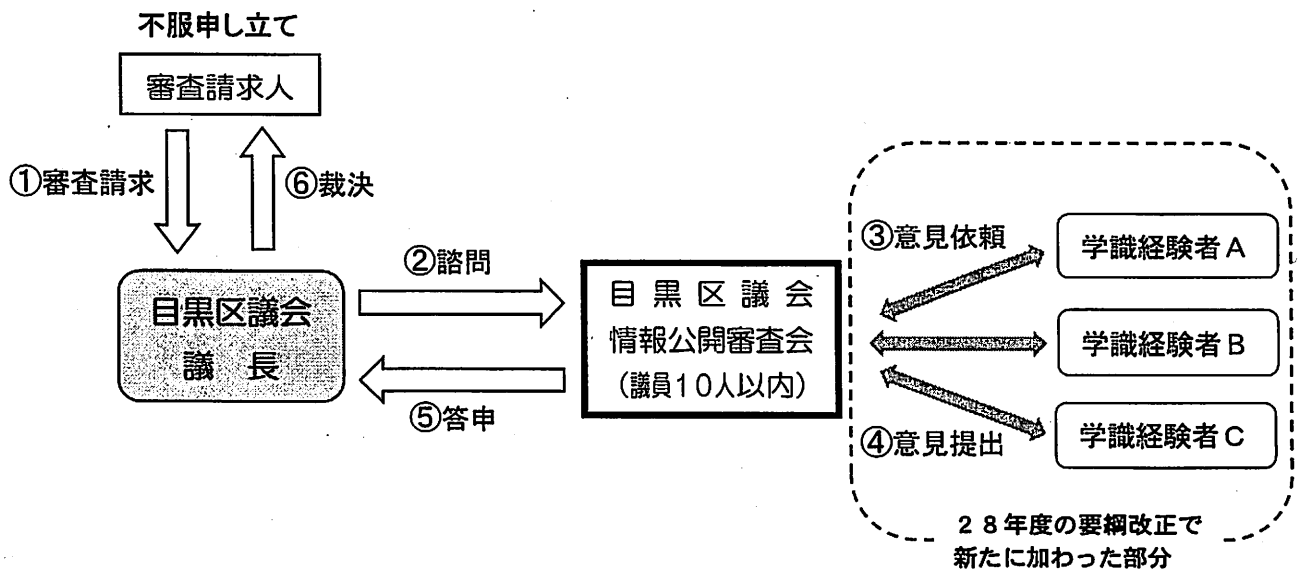 不服申し立て
審査請求人
①審査請求
⑥裁決
目黒区議会
議長
②諮問
⑤答申
目黒区議会
情報公開審査会
（議員１０人以内）
③意見依頼
④意見提出
学識経験者Ａ
学識経験者Ｂ
学識経験者Ｃ
２８年度の要綱改正で
新たに加わった部分